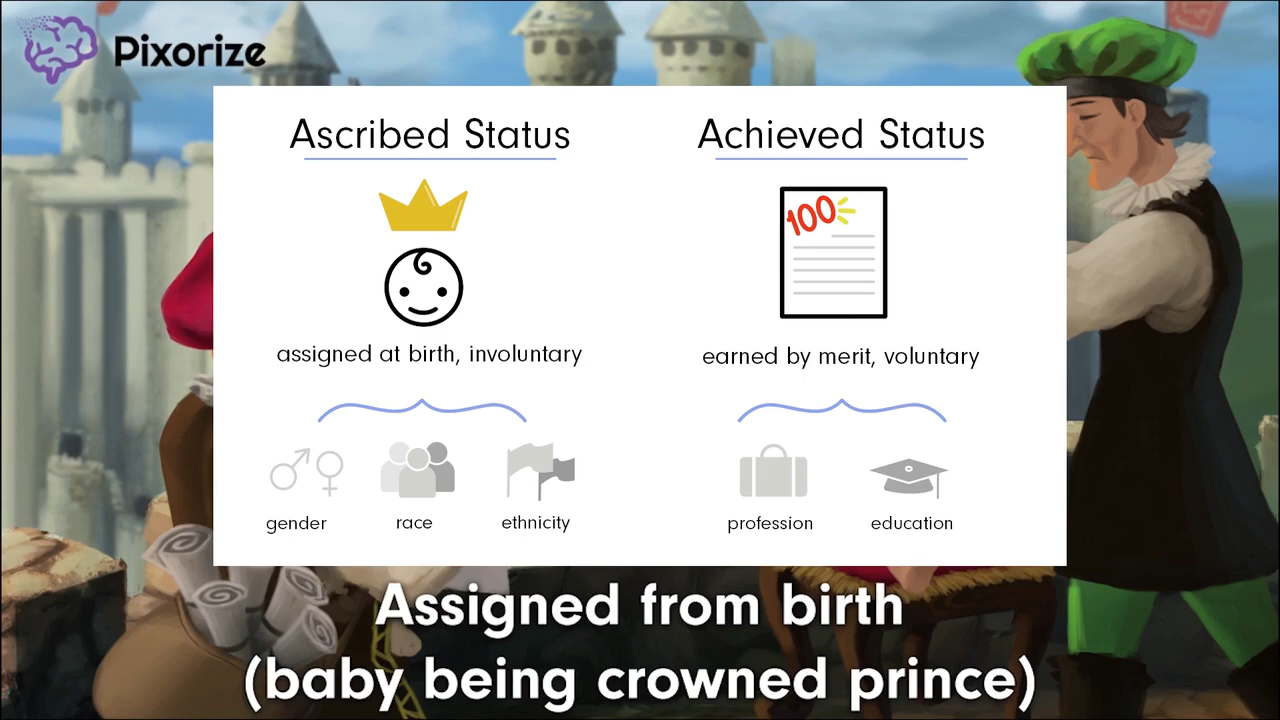 Pixorize
Ascribed Status
Achieved Status
100
assigned at birth, involuntary
earned by merit, voluntary
gender
race
ethnicity
profession
education
Assigned from birth
(baby being crowned prince)